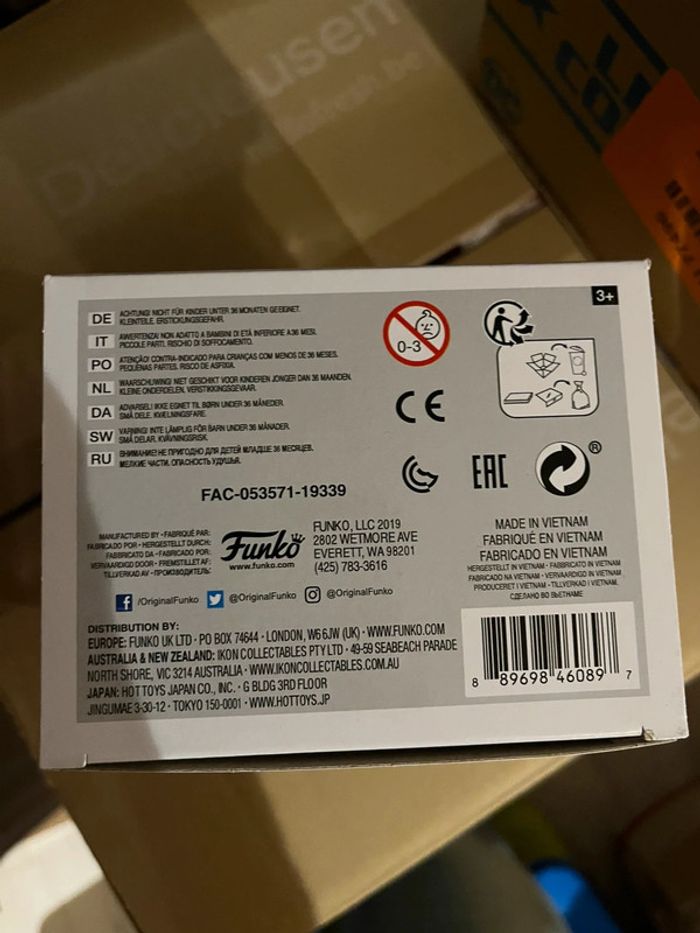 Delicieusen
LI
CO
3+
DE ACHTUNG! NICHT FÜR KINDER UNTER 36 MONATEN GEEIGNET.
KLEINTEILE. ERSTICKUNGSGEFAHR.
IT AVVERTENZA! NON ADATTO A BAMBINI DI ETÀ INFERIORE A 36 MESI.
PICCOLE PARTI. RISCHIO DI SOFFOCAMENTO.
PO ATENÇÃO! CONTRA-INDICADO PARA CRIANÇAS COM MENOS DE 36 MESES.
PEQUENAS PARTES. RISCO DE ASFIXIA.
NL WAARSCHUWING! NIET GESCHIKT VOOR KINDEREN JONGER DAN 36 MAANDEN.
KLEINE ONDERDELEN. VERSTIKKINGSGEVAAR.
DA ADVARSEL! IKKE EGNET TIL BØRN UNDER 36 MÅNEDER.
SMÅ DELE. KVÆLNINGSFARE.
SW VARNING! INTE LÄMPLIG FÖR BARN UNDER 36 MÅNADER.
SMÅ DELAR. KVÄVNINGSRISK.
RU ВНИМАНИЕ! НЕ ПРИГОДНО ДЛЯ ДЕТЕЙ МЛАДШЕ 36 МЕСЯЦЕВ.
МЕЛКИЕ ЧАСТИ. ОПАСНОСТЬ УДУШЬЯ.
0-3
CE
EAC
®
FAC-053571-19339
MANUFACTURED BY • FABRIQUÉ PAR:
FABRICADO POR • HERGESTELLT DURCH:
FABBRICATO DA • FABRICADO POR:
VERVAARDIGD DOOR • FREMSTILLET AF:
TILLVERKAD AV • ПРОИЗВОДИТЕЛЬ:
Funko
www.funko.com
FUNKO, LLC 2019
2802 WETMORE AVE
EVERETT, WA 98201
(425) 783-3616
MADE IN VIETNAM
FABRIQUÉ EN VIETNAM
FABRICADO EN VIETNAM
HERGESTELLT IN VIETNAM • FABBRICATO IN VIETNAM
FABRICADO NA VIETNAM • VERVAARDIGD IN VIETNAM
PRODUCERET I VIETNAM • TILLVERKAD I VIETNAM.
СДЕЛАНО ВО ВЬЕТНАМЕ
/OriginalFunko @OriginalFunko @OriginalFunko
DISTRIBUTION BY:
EUROPE: FUNKO UK LTD • PO BOX 74644 • LONDON, W6 6JW (UK) • WWW.FUNKO.COM
AUSTRALIA & NEW ZEALAND: IKON COLLECTABLES PTY LTD • 49-59 SEABEACH PARADE
NORTH SHORE, VIC 3214 AUSTRALIA • WWW.IKONCOLLECTABLES.COM.AU
JAPAN: HOT TOYS JAPAN CO., INC. • G BLDG 3RD FLOOR
JINGUMAE 3-30-12 • TOKYO 150-0001 • WWW.HOTTOYS.JP
8 89698 46089 7